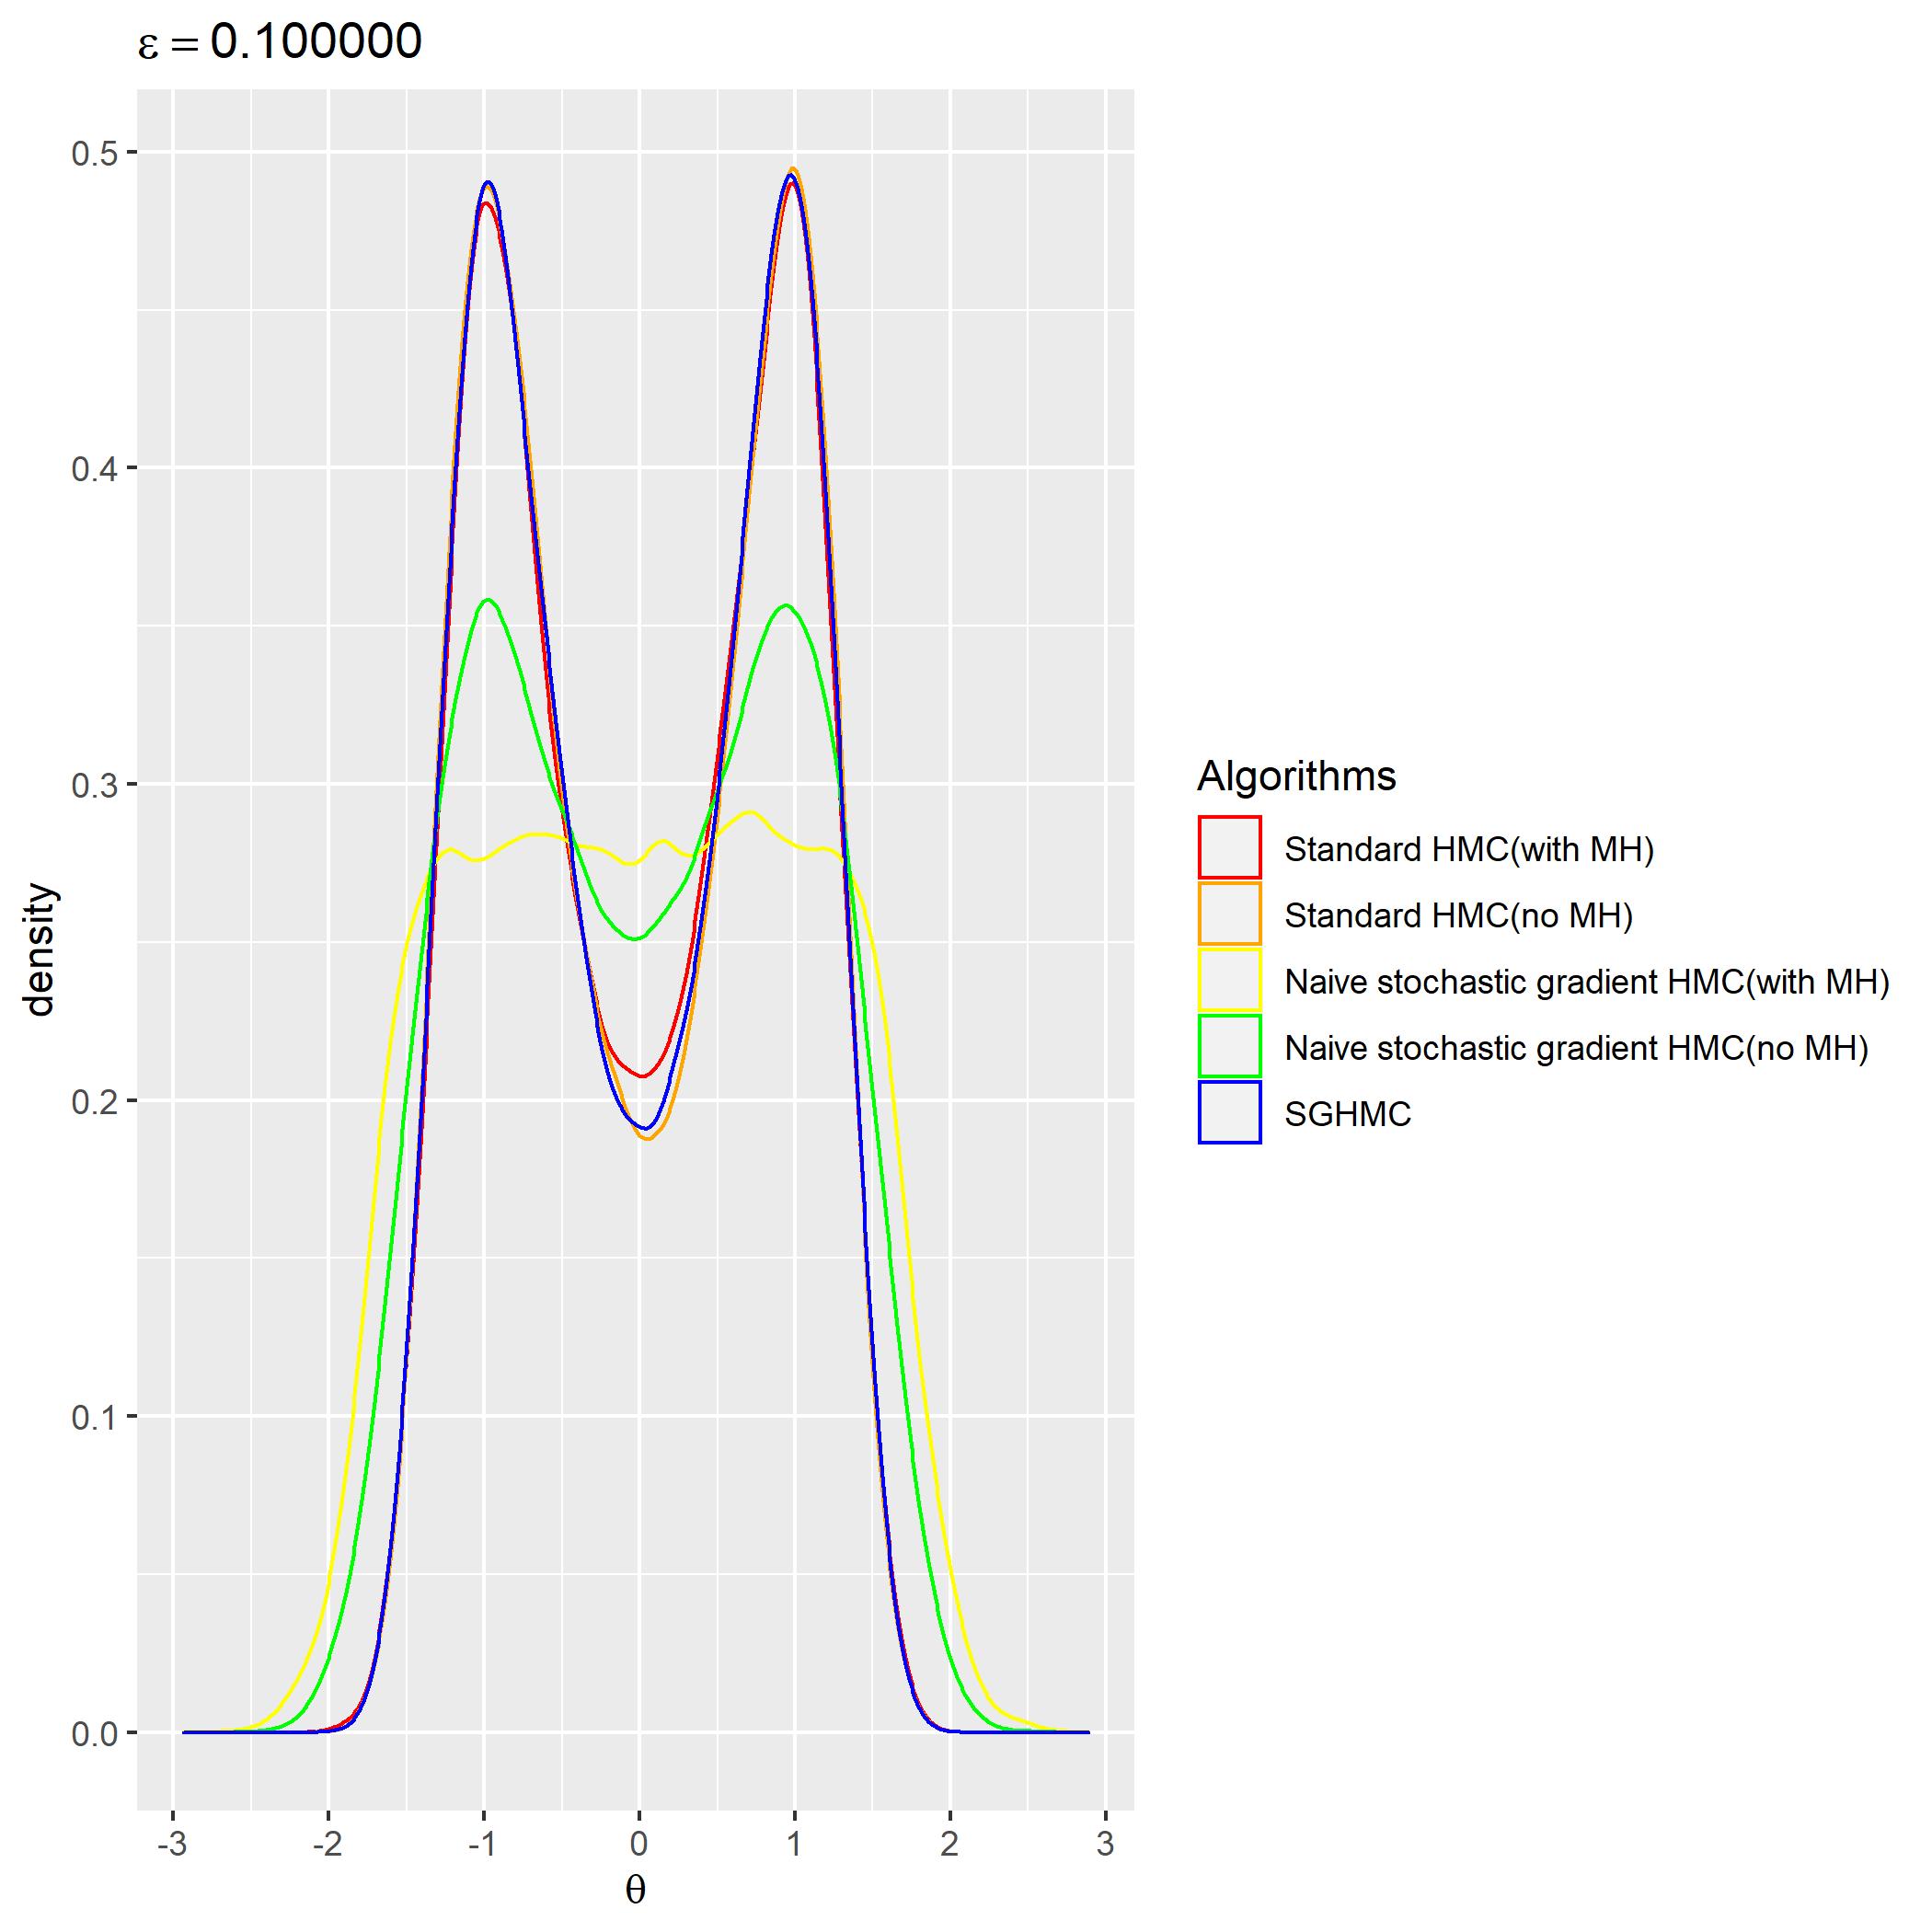 ε = 0.100000
0.5
0.4
0.3
0.2
0.1
0.0
density
-3 -2 -1 0 1 2 3
θ
Algorithms
Standard HMC(with MH)
Standard HMC(no MH)
Naive stochastic gradient HMC(with MH)
Naive stochastic gradient HMC(no MH)
SGHMC